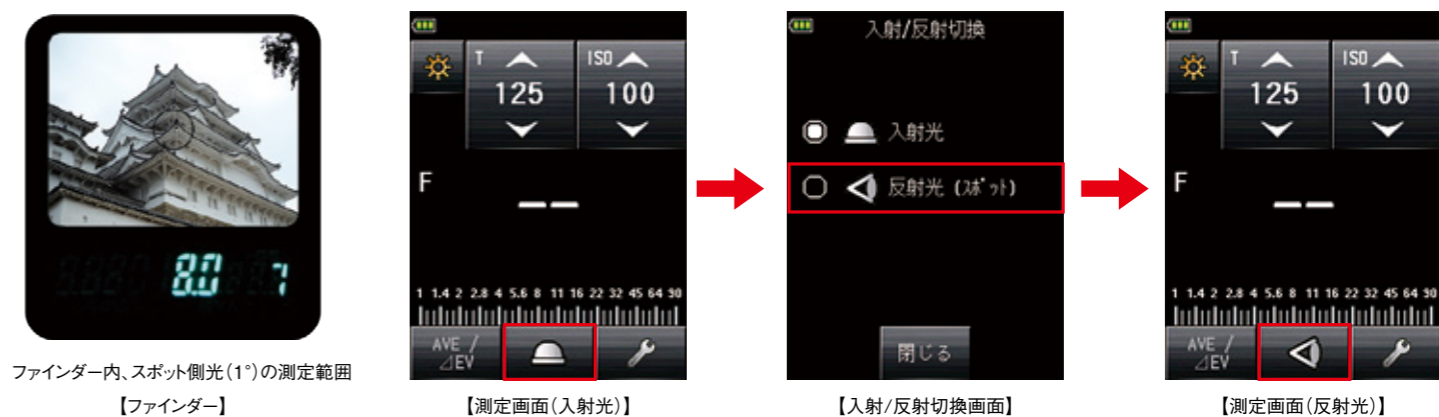 8.0 7
ファインダー内、スポット側光(1°)の測定範囲
【ファインダー】
T
ISO
125
100
F
--
1 1.4 2 2.8 4 5.6 8 11 16 22 32 45 64 90
AVE/
⊿EV
【測定画面(入射光)】
入射/反射切換
入射光
反射光 (ｽﾎﾟｯﾄ)
閉じる
【入射/反射切換画面】
T
ISO
125
100
F
--
1 1.4 2 2.8 4 5.6 8 11 16 22 32 45 64 90
AVE/
⊿EV
【測定画面(反射光)】